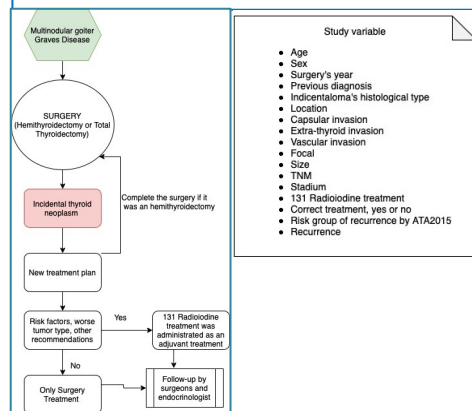 Multinodular goiter
Graves Disease
SURGERY
(Hemithyroidectomy or Total
Thyroidectomy)
Incidental thyroid
neoplasm
Complete the surgery if it
was an hemithyroidectomy
New treatment plan
Risk factors, worse
tumor type, other
recommendations
Yes
131 Radioiodine
treatment was
administrated as an
adjuvant treatment
No
Only Surgery
Treatment
Follow-up by
surgeons and
endocrinologist
Study variable
• Age
• Sex
• Surgery's year
• Previous diagnosis
• Indicentaloma's histological type
• Location
• Capsular invasion
• Extra-thyroid invasion
• Vascular invasion
• Focal
• Size
• TNM
• Stadium
• 131 Radioiodine treatment
• Correct treatment, yes or no
• Risk group of recurrence by ATA2015
• Recurrence